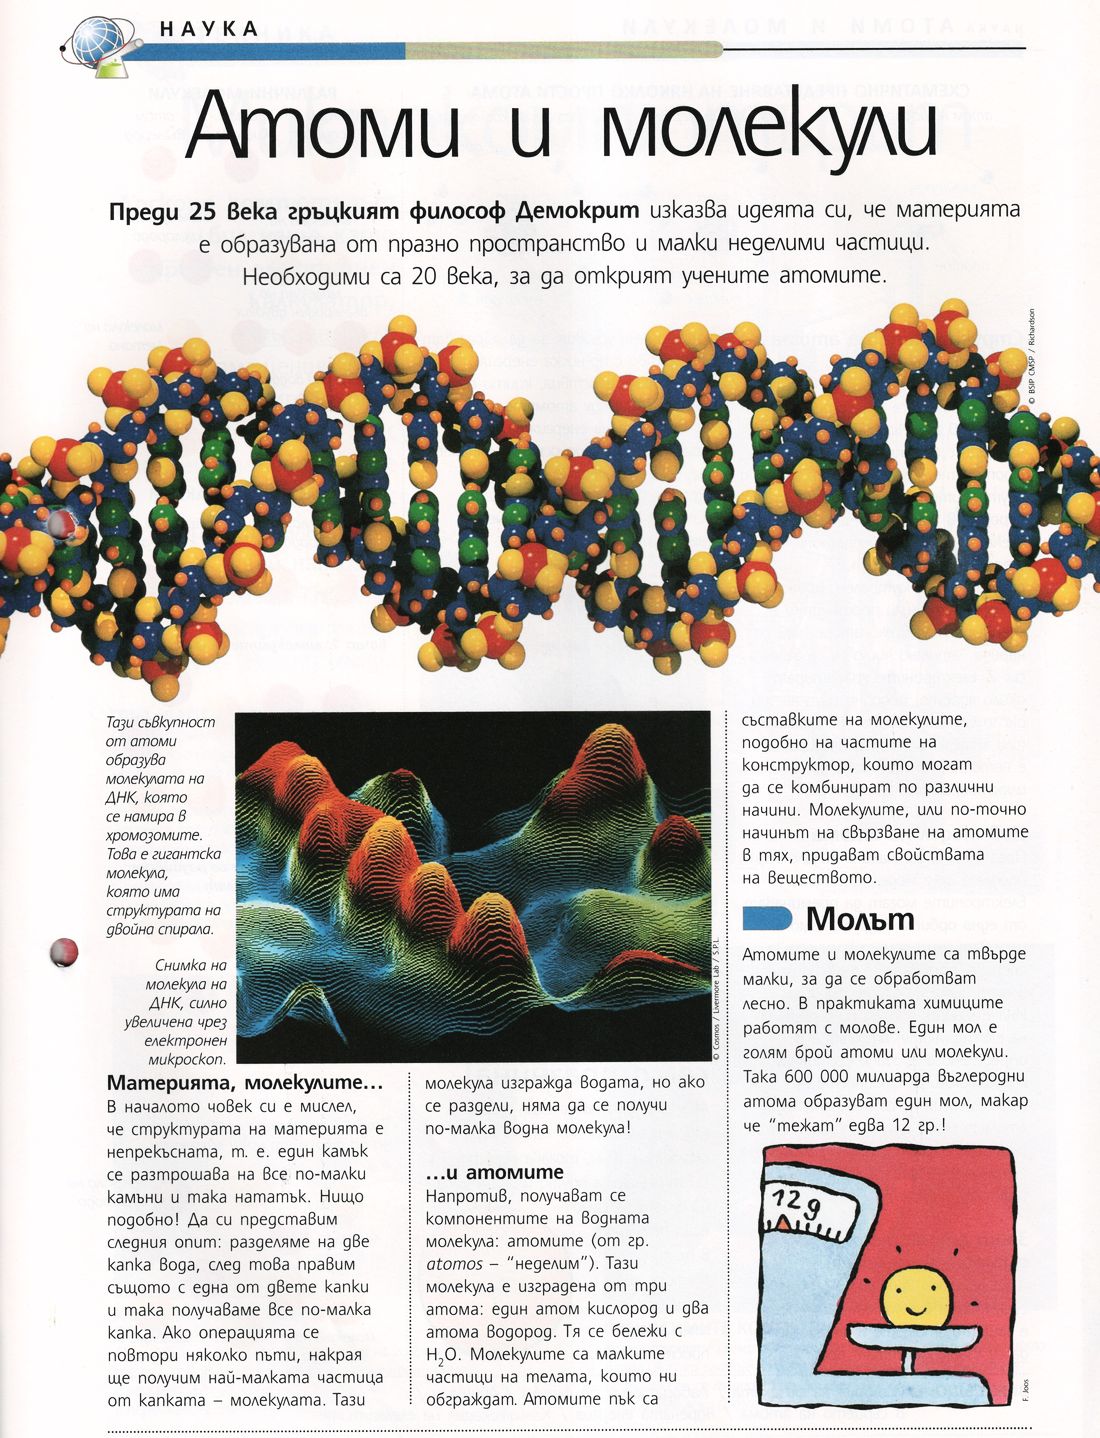 НАУКА
Атоми и молекули
Преди 25 века гръцкият философ Демокрит изказва идеята си, че материята
е образувана от празно пространство и малки неделими частици.
Необходими са 20 века, за да открият учените атомите.
© BSIP CMSP / Richardson
Тази съвкупност
от атоми
образува
молекулата на
ДНК, която
се намира в
хромозомите.
Това е гигантска
молекула,
която има
структурата на
двойна спирала.
Снимка на
молекула на
ДНК, силно
увеличена чрез
електронен
микроскоп.
© Cosmos / Livermore Lab / S.P.L.
Материята, молекулите...
В началото човек си е мислел,
че структурата на материята е
непрекъсната, т. е. един камък
се разтрошава на все по-малки
камъни и така нататък. Нищо
подобно! Да си представим
следния опит: разделяме на две
капка вода, след това правим
същото с една от двете капки
и така получаваме все по-малка
капка. Ако операцията се
повтори няколко пъти, накрая
ще получим най-малката частица
от капката – молекулата. Тази
молекула изгражда водата, но ако
се раздели, няма да се получи
по-малка водна молекула!
...и атомите
Напротив, получават се
компонентите на водната
молекула: атомите (от гр.
atomos – “неделим”). Тази
молекула е изградена от три
атома: един атом кислород и два
атома водород. Тя се бележи с
H₂O. Молекулите са малките
частици на телата, които ни
обграждат. Атомите пък са
съставките на молекулите,
подобно на частите на
конструктор, които могат
да се комбинират по различни
начини. Молекулите, или по-точно
начинът на свързване на атомите
в тях, придават свойствата
на веществото.
Молът
Атомите и молекулите са твърде
малки, за да се обработват
лесно. В практиката химиците
работят с молове. Един мол е
голям брой атоми или молекули.
Така 600 000 милиарда въглеродни
атома образуват един мол, макар
че “тежат” едва 12 гр.!
12g
F. Joos